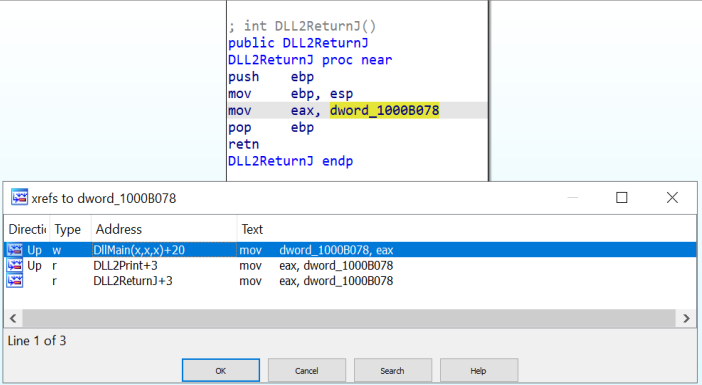 ; int DLL2ReturnJ()
public DLL2ReturnJ
DLL2ReturnJ proc near
push    ebp
mov     ebp, esp
mov     eax, dword_1000B078
pop     ebp
retn
DLL2ReturnJ endp
xrefs to dword_1000B078
Directic Type Address Text
Up w DllMain(x,x,x)+20 mov dword_1000B078, eax
Up r DLL2Print+3 mov eax, dword_1000B078
r DLL2ReturnJ+3 mov eax, dword_1000B078
Line 1 of 3
OK Cancel Search Help